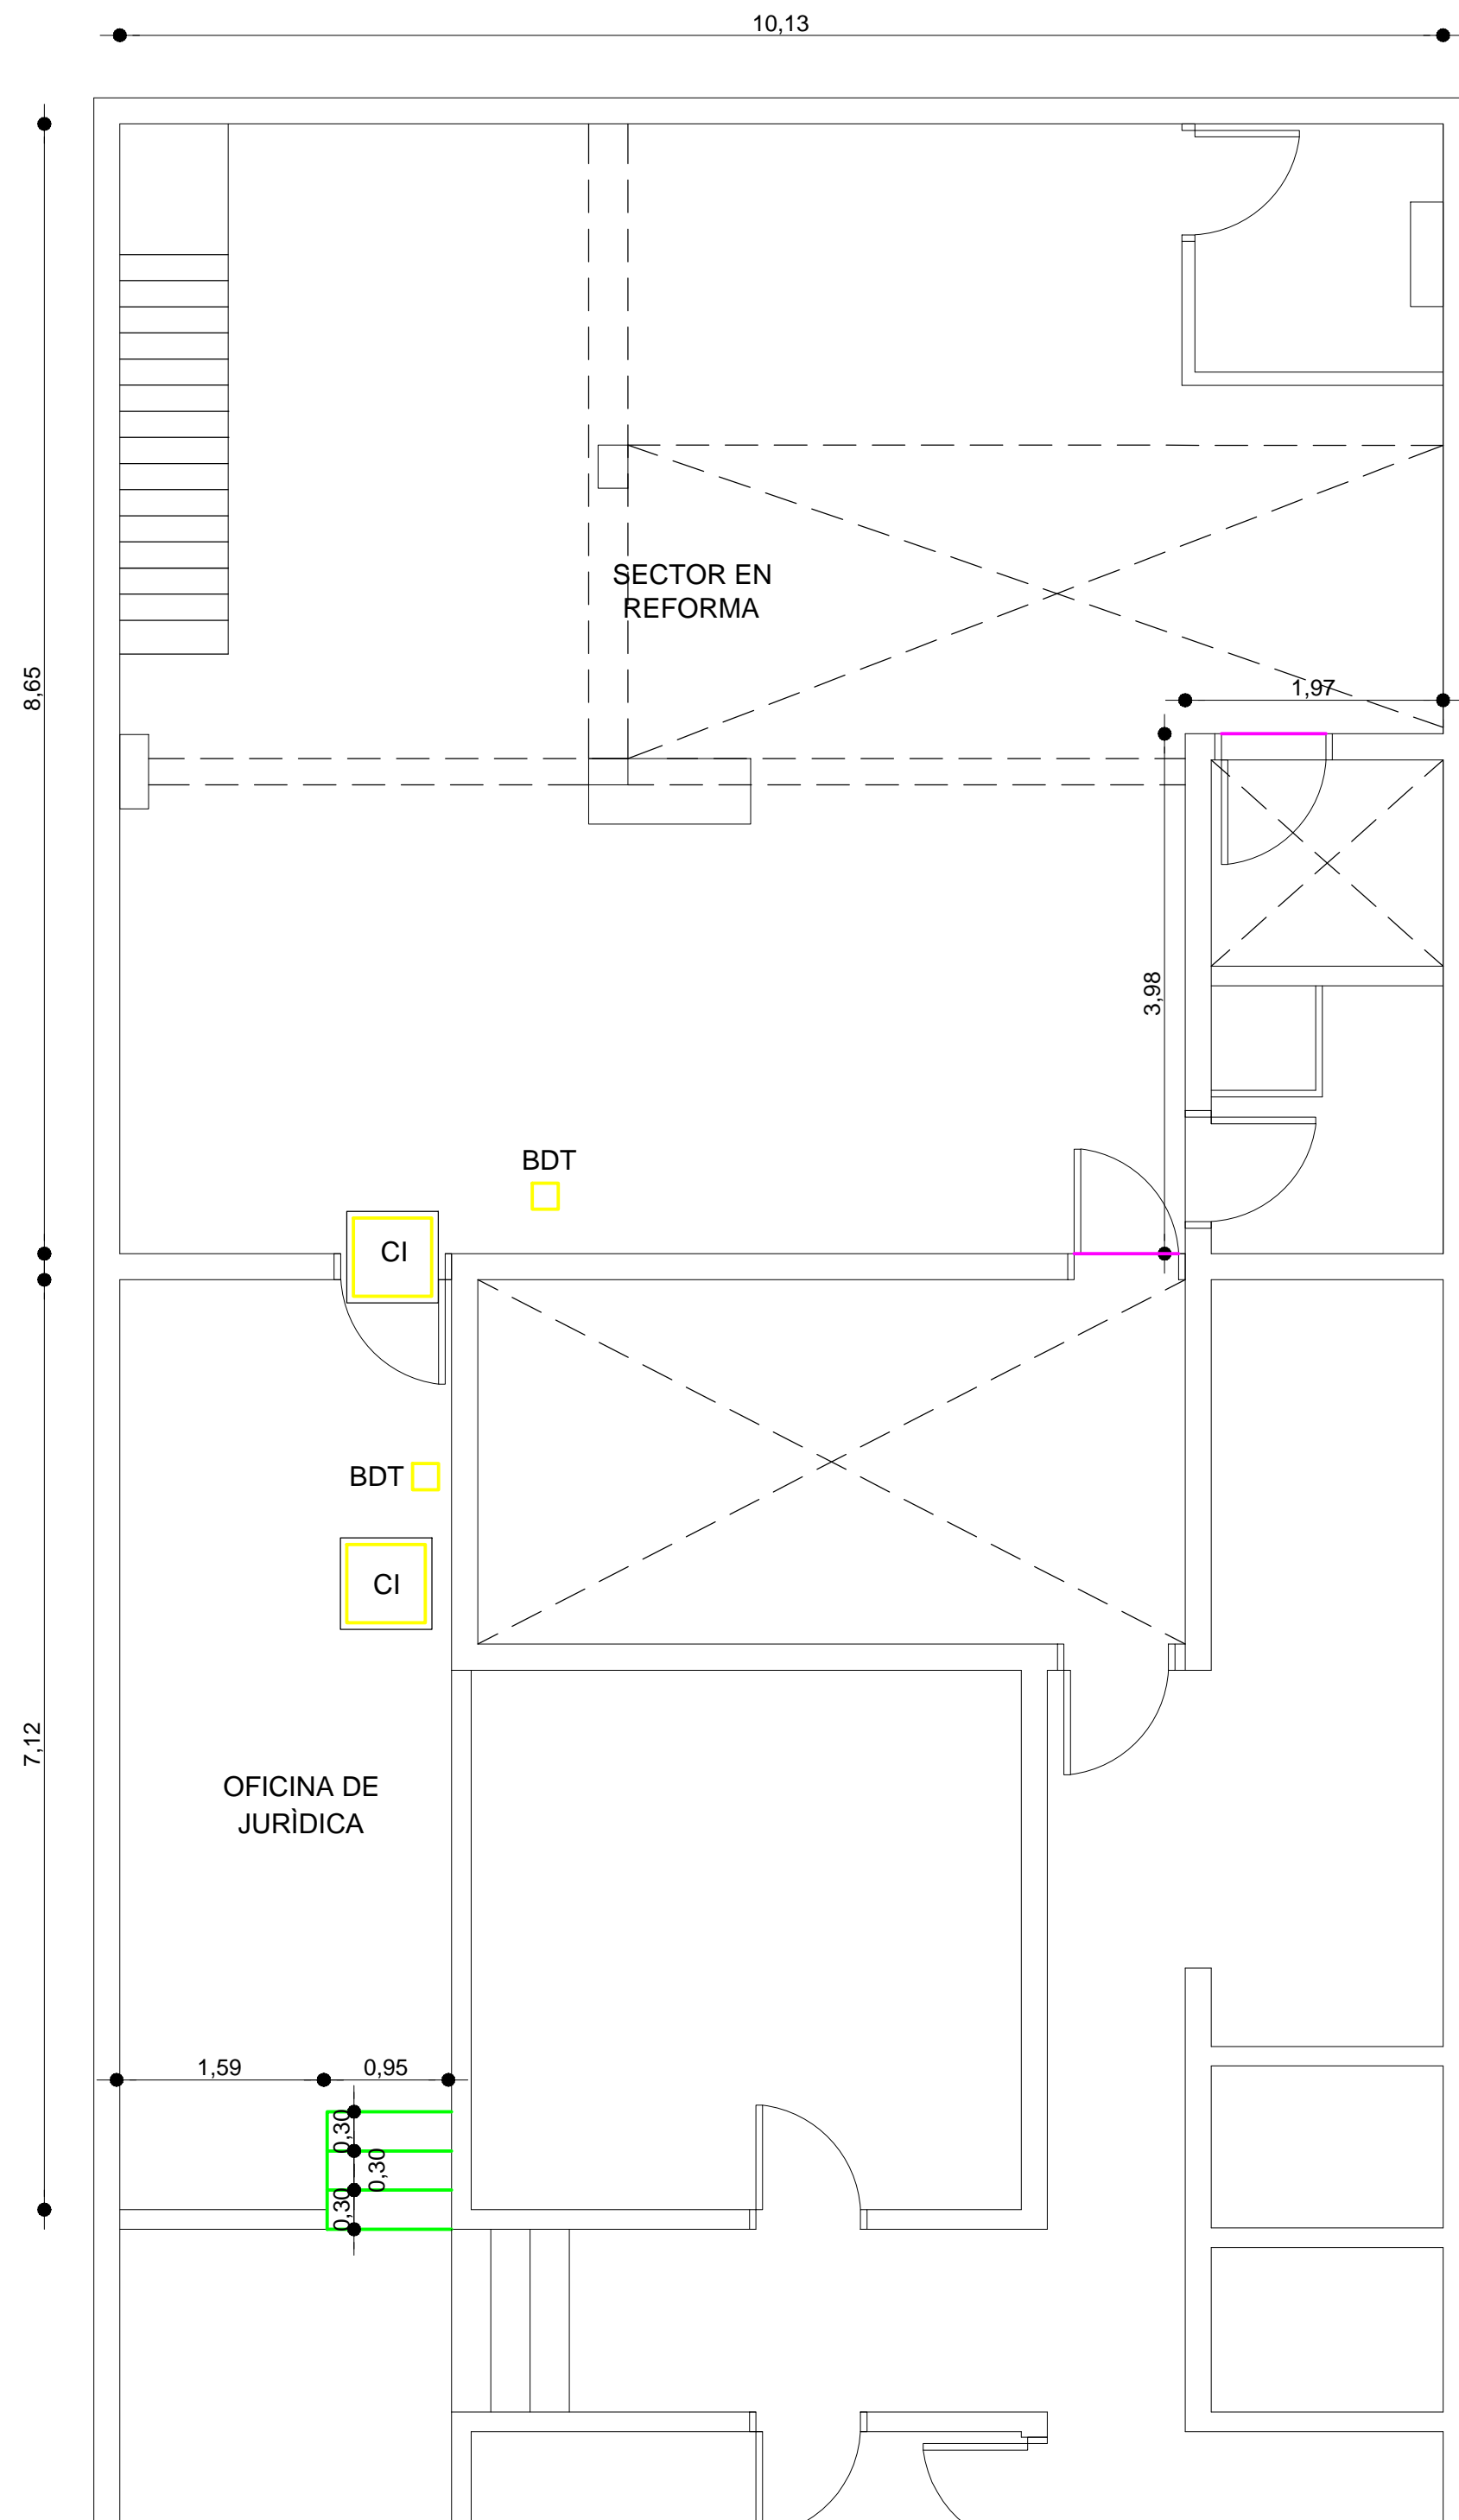 10,13
SECTOR EN
REFORMA
8,65
1,97
3,98
BDT
CI
BDT
CI
7,12
OFICINA DE
JURÌDICA
1,59
0,95
0,30
0,30
0,30